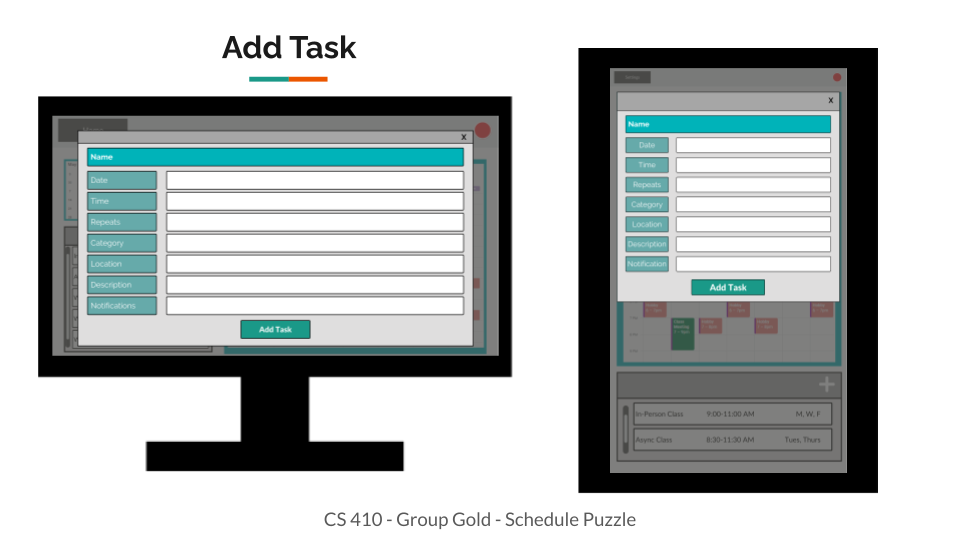 Add Task
X
Name
Date
Time
Repeats
Category
Location
Description
Notifications
Add Task
X
Name
Date
Time
Repeats
Category
Location
Description
Notification
Add Task
In-Person Class 9:00-11:00 AM M, W, F
Async Class 8:30-11:30 AM Tues, Thurs
CS 410 - Group Gold - Schedule Puzzle